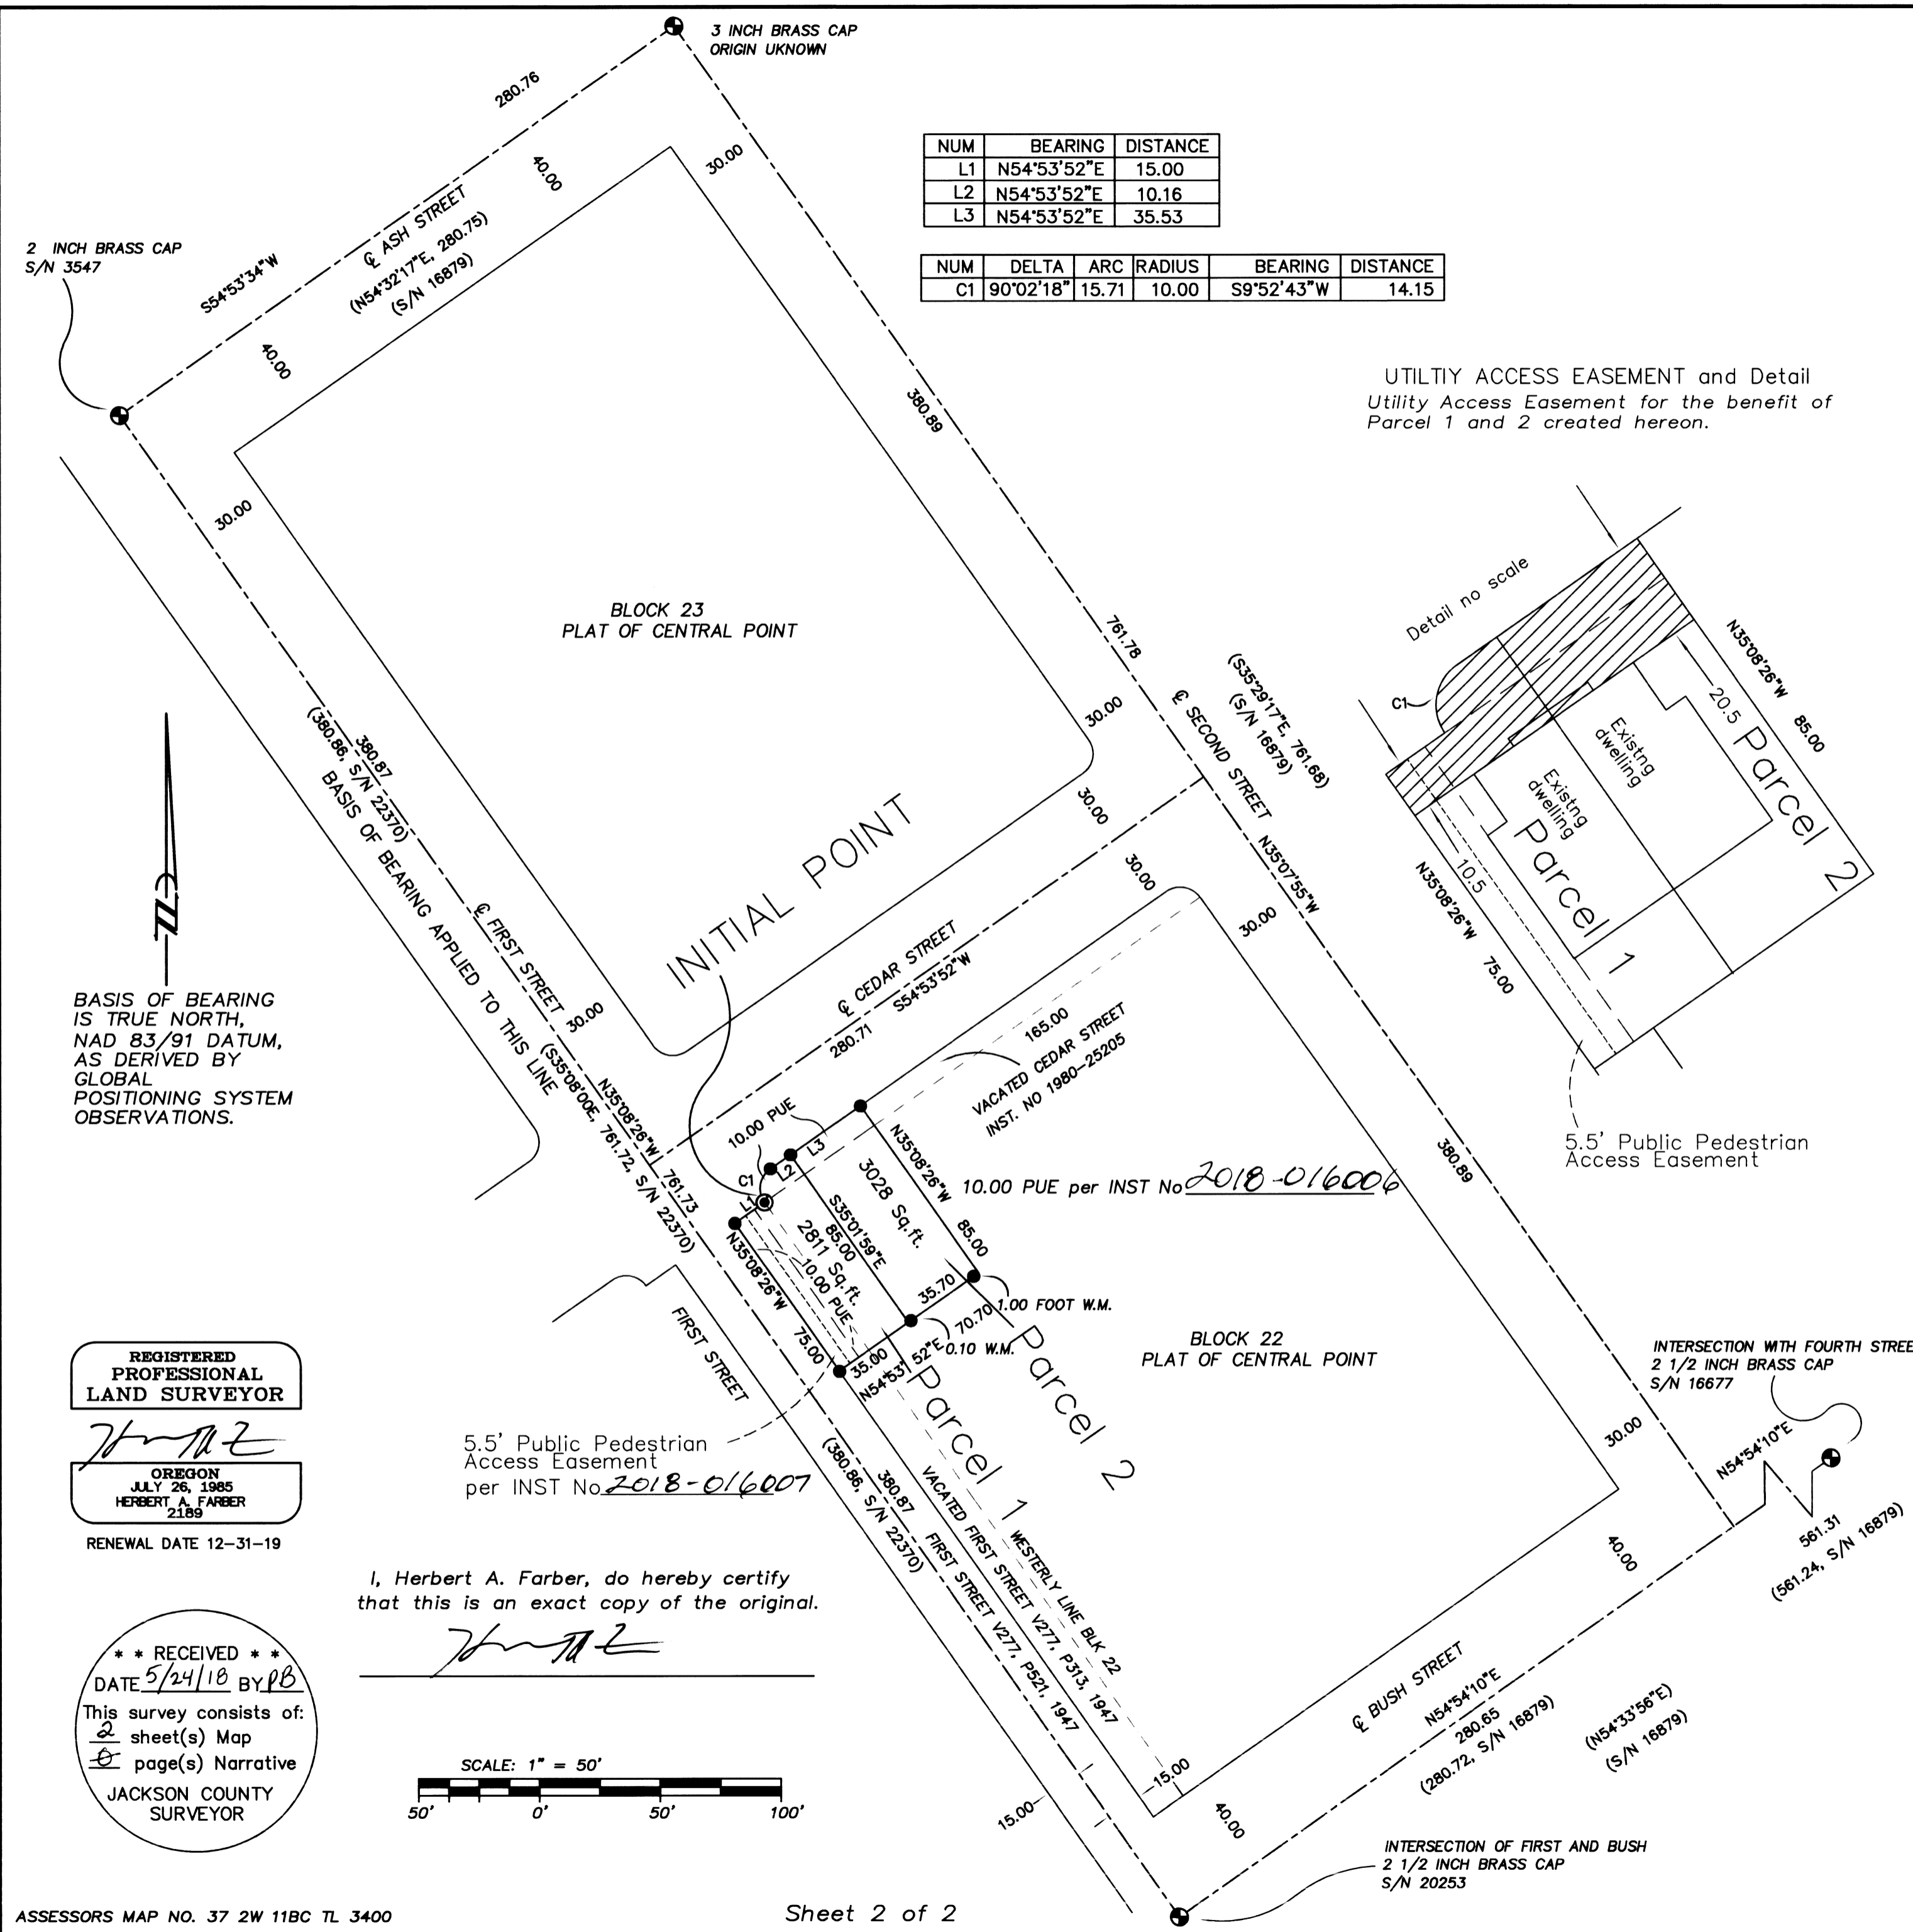 3 INCH BRASS CAP
ORIGIN UKNOWN
280.76
40.00
30.00
2 INCH BRASS CAP
S/N 3547
S54°53'34"W
℄ ASH STREET
(N54°32'17"E, 280.75)
(S/N 16879)
40.00
30.00
NUM BEARING DISTANCE
L1 N54°53'52"E 15.00
L2 N54°53'52"E 10.16
L3 N54°53'52"E 35.53
NUM DELTA ARC RADIUS BEARING DISTANCE
C1 90°02'18" 15.71 10.00 S9°52'43"W 14.15
380.89
UTILTIY ACCESS EASEMENT and Detail
Utility Access Easement for the benefit of
Parcel 1 and 2 created hereon.
Detail no scale
BLOCK 23
PLAT OF CENTRAL POINT
761.78
(S35°29'17"E, 761.68)
(S/N 16879)
℄ SECOND STREET
N35°07'55"W
30.00
30.00
30.00
30.00
C1
N35°08'26"W 85.00
20.5
Existng
dwelling
Existng
dwelling
Parcel 2
Parcel 1
10.5
N35°08'26"W 75.00
5.5' Public Pedestrian
Access Easement
380.87
(380.86, S/N 22370)
BASIS OF BEARING APPLIED TO THIS LINE
℄ FIRST STREET
30.00
N35°08'26"W 761.73
(S35°08'00E, 761.72, S/N 22370)
BASIS OF BEARING
IS TRUE NORTH,
NAD 83/91 DATUM,
AS DERIVED BY
GLOBAL
POSITIONING SYSTEM
OBSERVATIONS.
INITIAL POINT
℄ CEDAR STREET
S54°53'52"W
280.71
165.00
VACATED CEDAR STREET
INST. NO 1980-25205
10.00 PUE
C1
L1
L2
L3
N35°08'26"W 85.00
3028 Sq.ft.
10.00 PUE per INST No 2018-016006
S35°01'59"E
85.00
2811 Sq.ft.
10.00 PUE
N35°08'26"W 75.00
35.70
70.70
1.00 FOOT W.M.
0.10 W.M.
35.00
N54°53' 52"E
380.89
FIRST STREET
Parcel 1
Parcel 2
BLOCK 22
PLAT OF CENTRAL POINT
5.5' Public Pedestrian
Access Easement
per INST No 2018-016007
INTERSECTION WITH FOURTH STREE
2 1/2 INCH BRASS CAP
S/N 16677
30.00
N54°54'10"E
561.31
(561.24, S/N 16879)
40.00
REGISTERED
PROFESSIONAL
LAND SURVEYOR
OREGON
JULY 26, 1985
HERBERT A. FARBER
2189
RENEWAL DATE 12-31-19
I, Herbert A. Farber, do hereby certify
that this is an exact copy of the original.
380.87
(380.86, S/N 22370)
VACATED FIRST STREET V277, P313, 1947
FIRST STREET V277, P521, 1947
WESTERLY LINE BLK 22
℄ BUSH STREET
N54°54'10"E
280.65
(280.72, S/N 16879)
(N54°33'56"E)
(S/N 16879)
15.00
15.00
40.00
* * RECEIVED * *
DATE 5/24/18 BY PB
This survey consists of:
2 sheet(s) Map
0 page(s) Narrative
JACKSON COUNTY
SURVEYOR
SCALE: 1" = 50'
50' 0' 50' 100'
INTERSECTION OF FIRST AND BUSH
2 1/2 INCH BRASS CAP
S/N 20253
ASSESSORS MAP NO. 37 2W 11BC TL 3400
Sheet 2 of 2